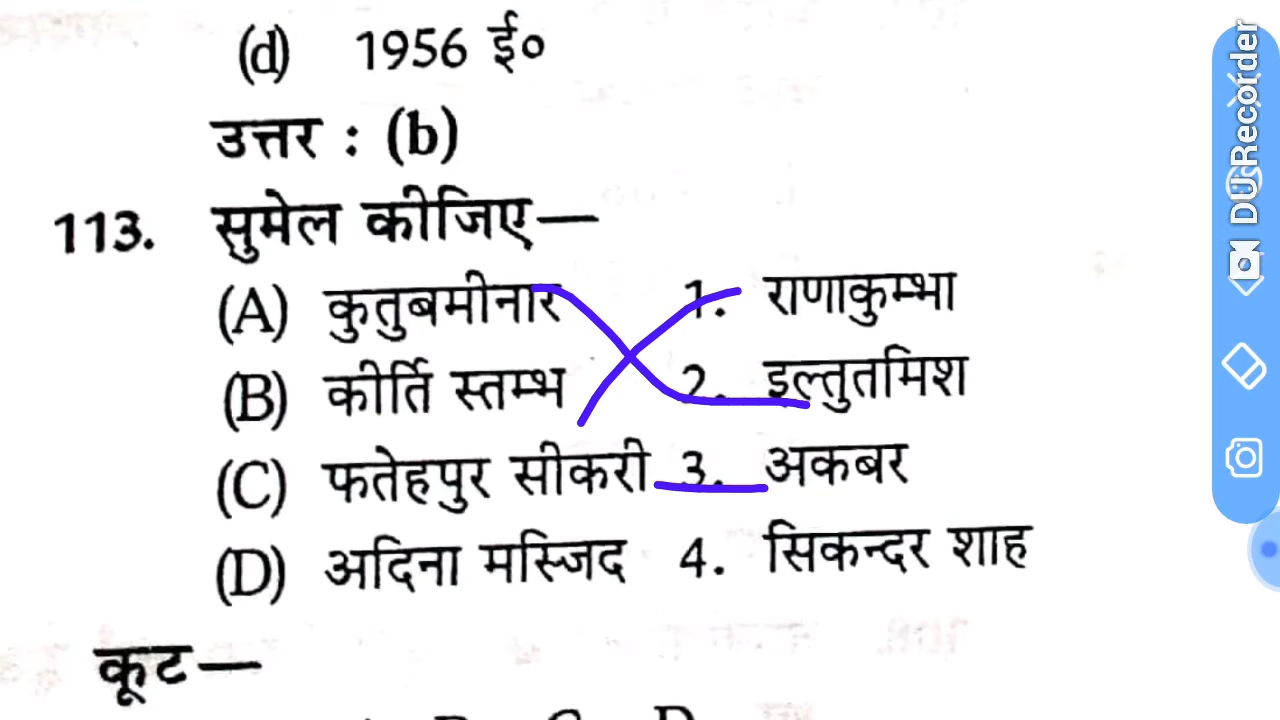 (d) 1956 ई०
उत्तर : (b)
113. सुमेल कीजिए—
(A) कुतुबमीनार 1. राणाकुम्भा
(B) कीर्ति स्तम्भ 2. इल्तुतमिश
(C) फतेहपुर सीकरी 3. अकबर
(D) अदिना मस्जिद 4. सिकन्दर शाह
कूट—
DU Recorder